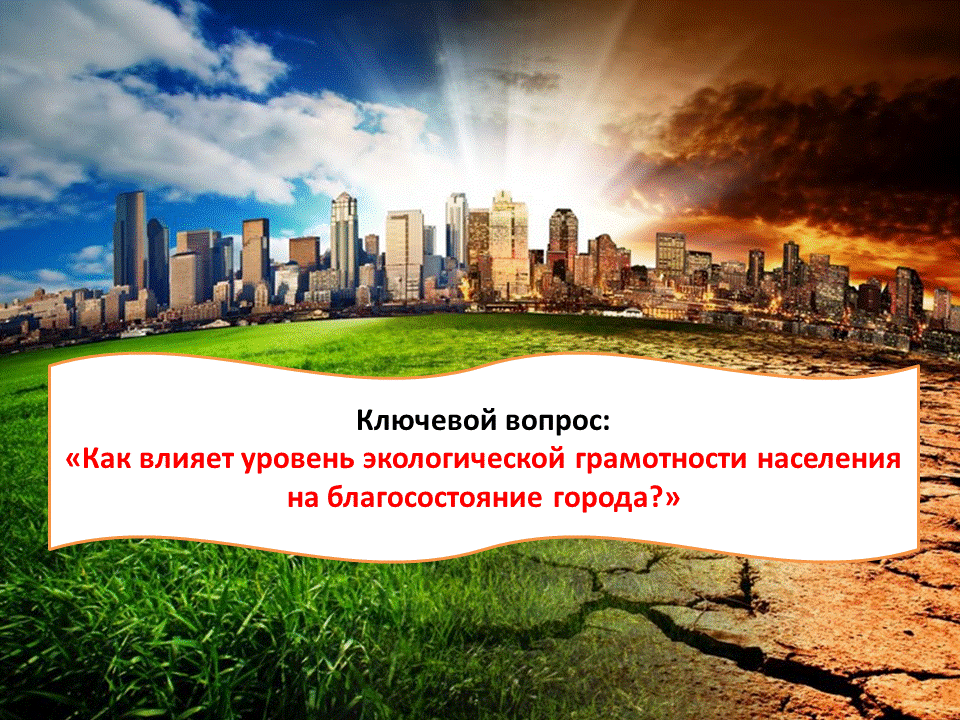 Ключевой вопрос:
«Как влияет уровень экологической грамотности населения
на благосостояние города?»